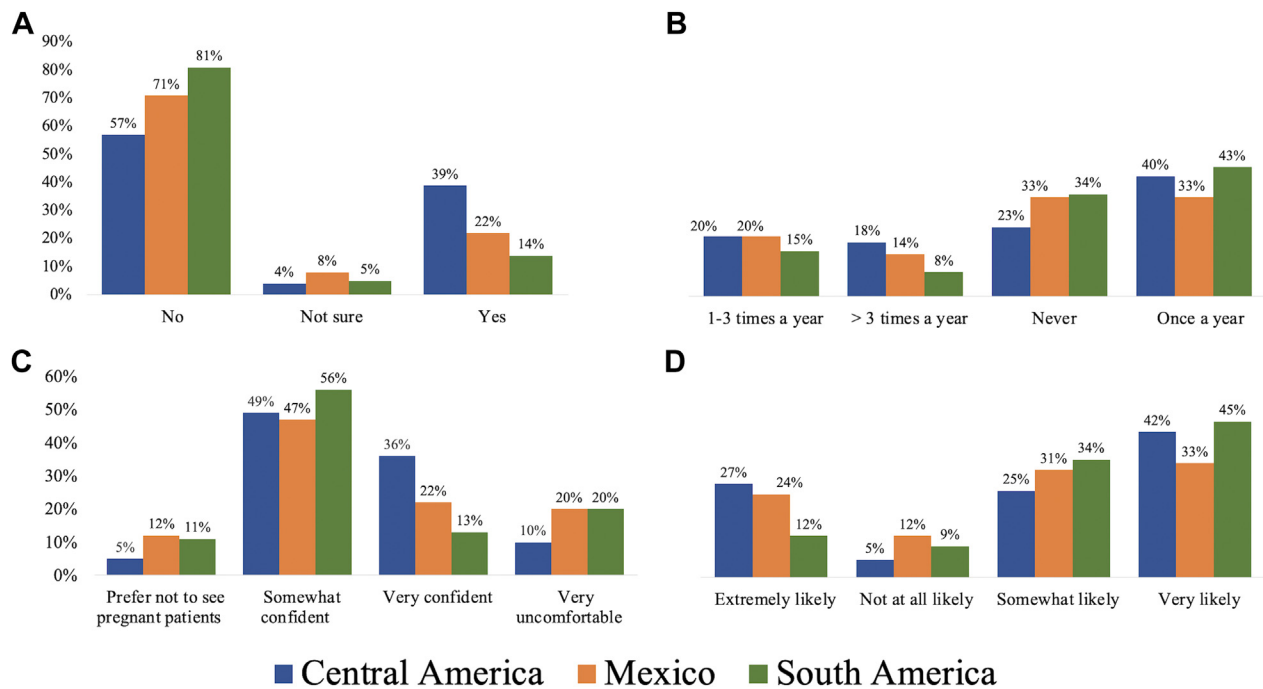 A
90%
80%
70%
60%
50%
40%
30%
20%
10%
0%
57%
71%
81%
4%
8%
5%
39%
22%
14%
No
Not sure
Yes
B
20%
20%
15%
18%
14%
8%
23%
33%
34%
40%
33%
43%
1-3 times a year
> 3 times a year
Never
Once a year
C
60%
50%
40%
30%
20%
10%
0%
5%
12%
11%
49%
47%
56%
36%
22%
13%
10%
20%
20%
Prefer not to see
pregnant patients
Somewhat
confident
Very confident
Very
uncomfortable
D
27%
24%
12%
5%
12%
9%
25%
31%
34%
42%
33%
45%
Extremely likely
Not at all likely
Somewhat likely
Very likely
Central America
Mexico
South America